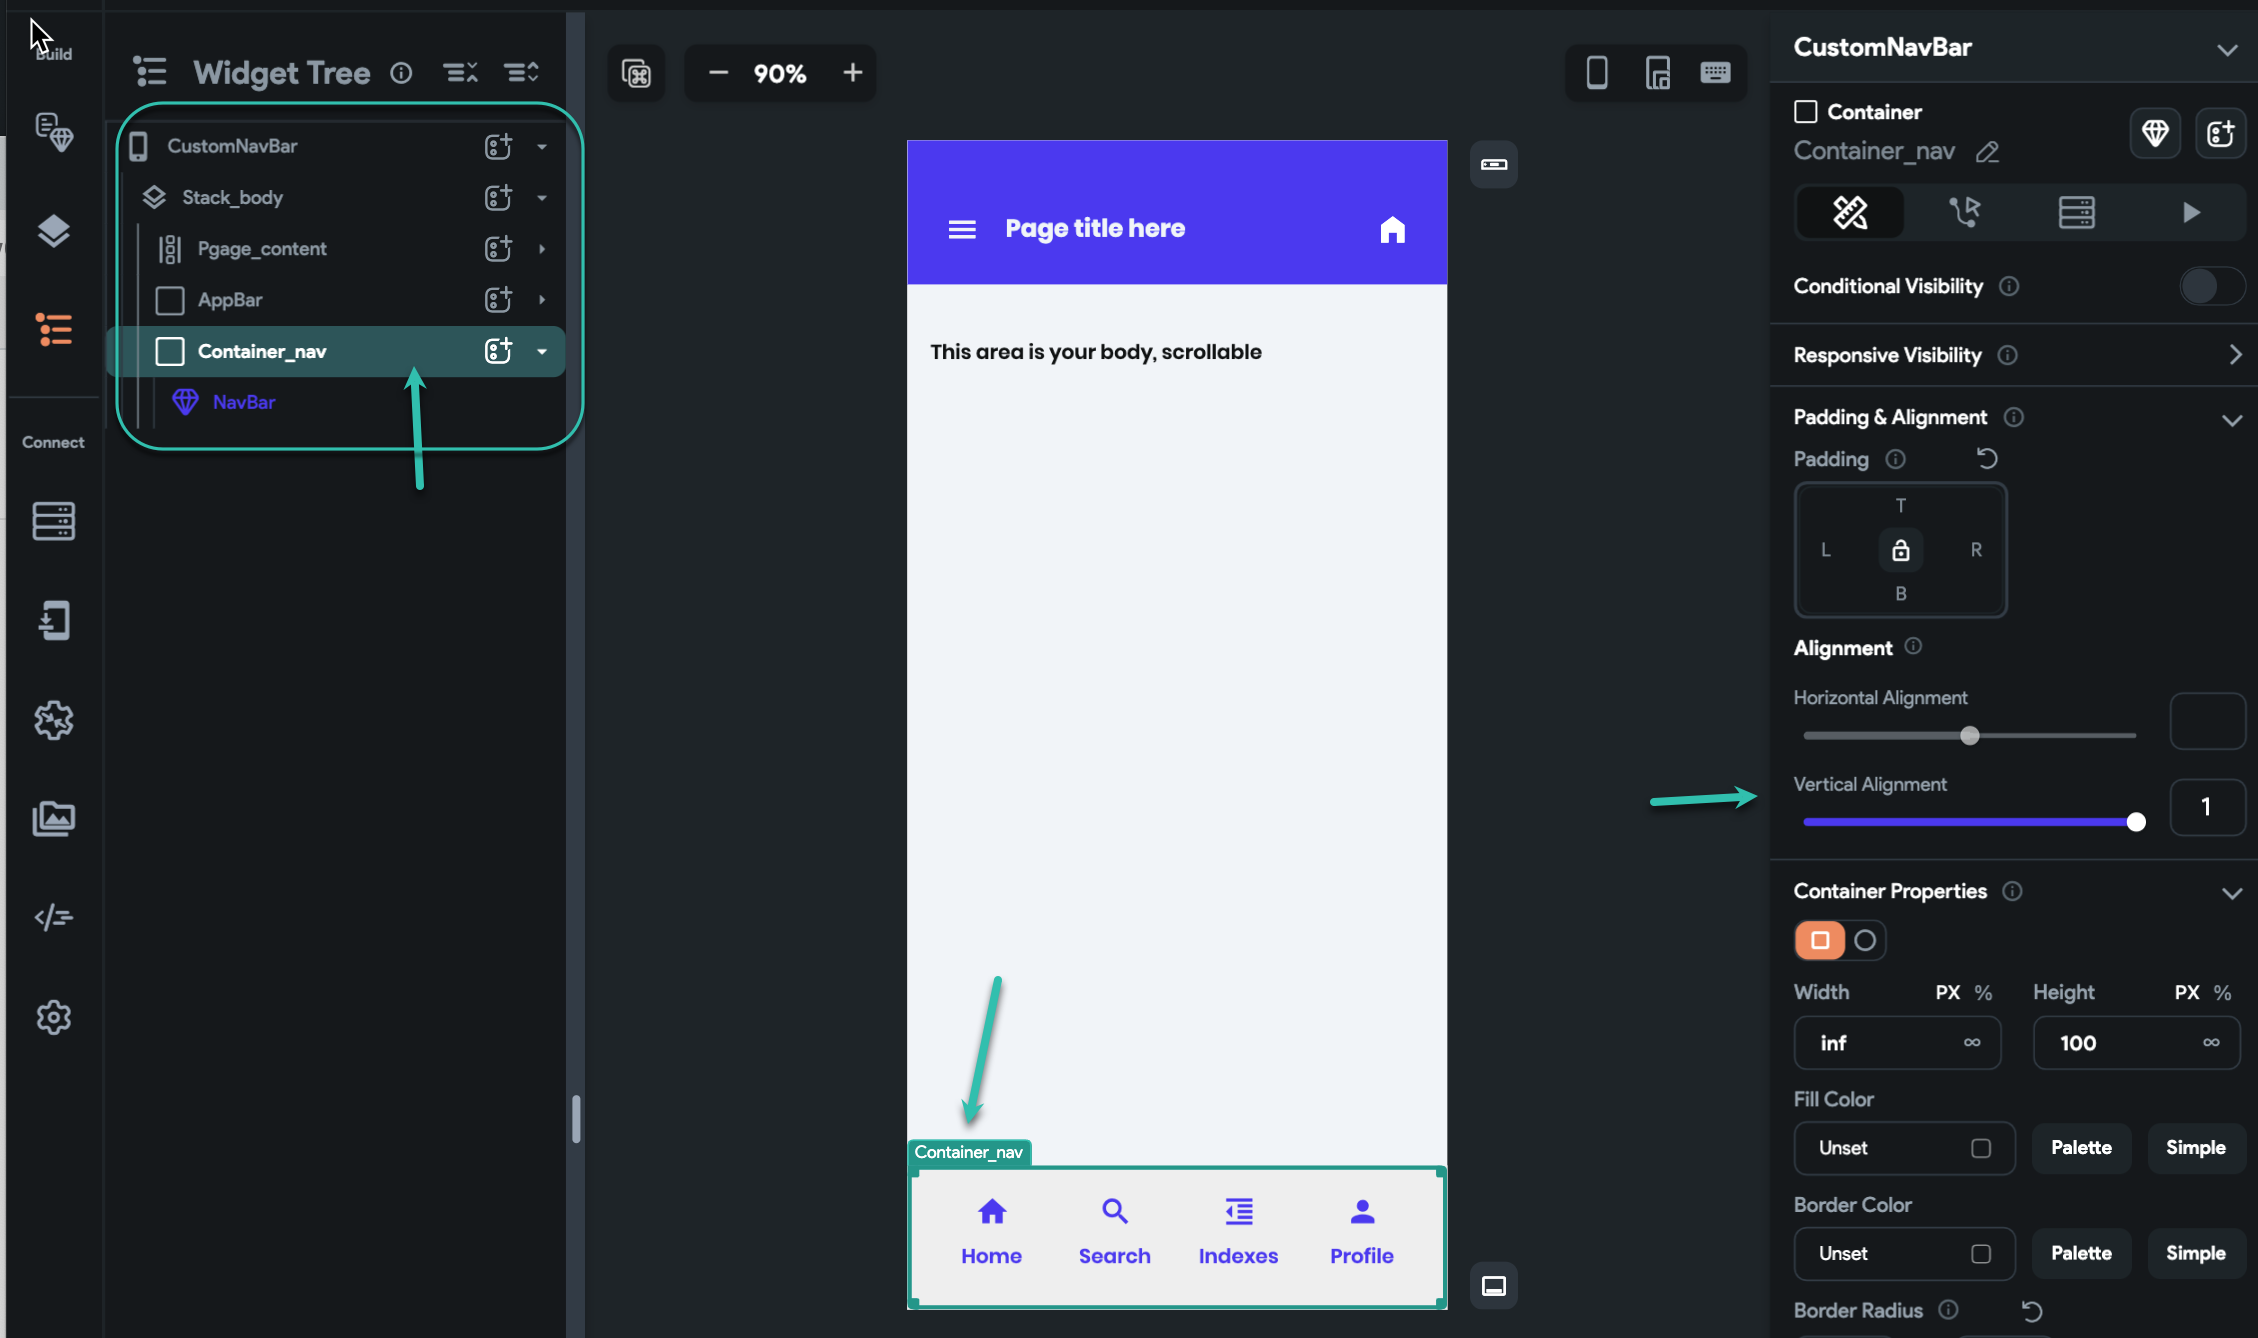 Build
Connect
Widget Tree
CustomNavBar
Stack_body
Pgage_content
AppBar
Container_nav
NavBar
90%
Page title here
This area is your body, scrollable
Container_nav
Home
Search
Indexes
Profile
CustomNavBar
Container
Container_nav
Conditional Visibility
Responsive Visibility
Padding & Alignment
Padding
T
L
R
B
Alignment
Horizontal Alignment
Vertical Alignment
1
Container Properties
Width PX % Height PX %
inf ∞ 100 ∞
Fill Color
Unset Palette Simple
Border Color
Unset Palette Simple
Border Radius